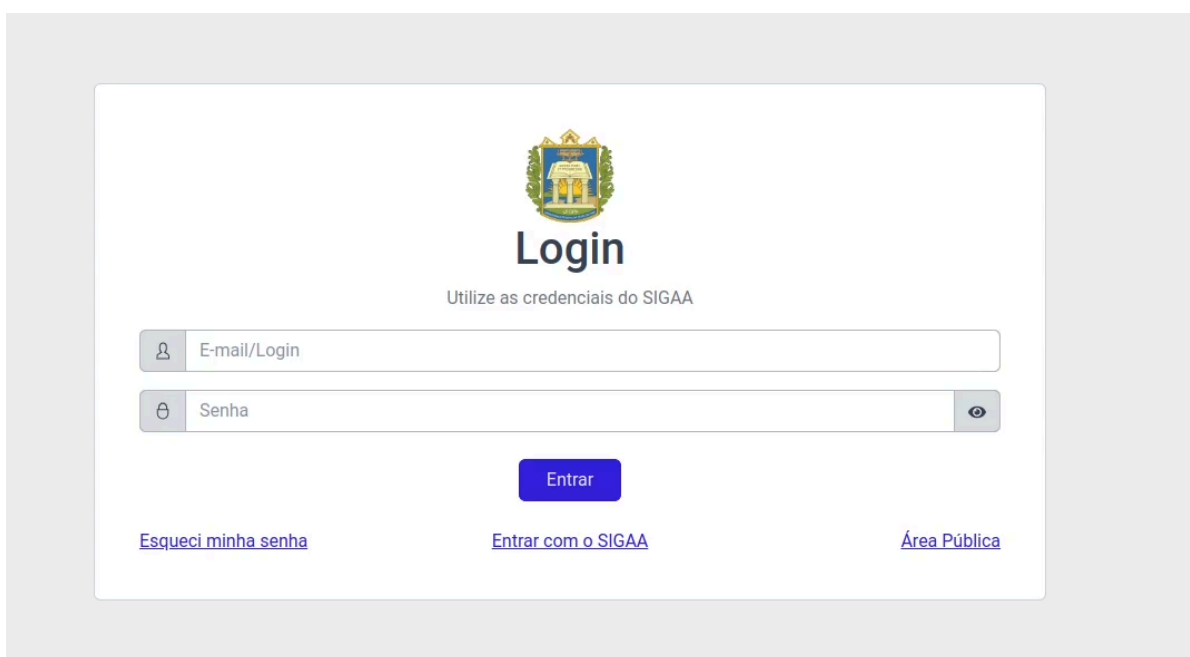 Login
Utilize as credenciais do SIGAA
E-mail/Login
Senha
Entrar
Esqueci minha senha
Entrar com o SIGAA
Área Pública